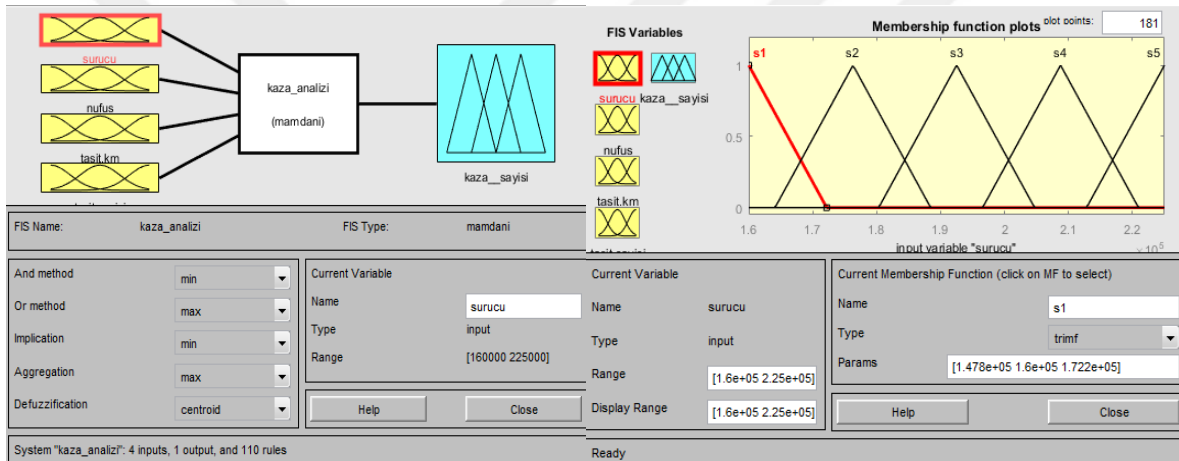 surucu
nufus
tasit.km
kaza_analizi
(mamdani)
kaza__sayisi
FIS Name: kaza_analizi FIS Type: mamdani
And method min
Or method max
Implication min
Aggregation max
Defuzzification centroid
Current Variable
Name surucu
Type input
Range [160000 225000]
Help Close
System "kaza_analizi": 4 inputs, 1 output, and 110 rules
FIS Variables
surucu kaza__sayisi
nufus
tasit.km
Membership function plots plot points: 181
s1 s2 s3 s4 s5
1
0.5
0
1.6 1.7 1.8 1.9 2 2.1 2.2
input variable "surucu" × 10^5
Current Variable
Name surucu
Type input
Range [1.6e+05 2.25e+05]
Display Range [1.6e+05 2.25e+05]
Current Membership Function (click on MF to select)
Name s1
Type trimf
Params [1.478e+05 1.6e+05 1.722e+05]
Help Close
Ready